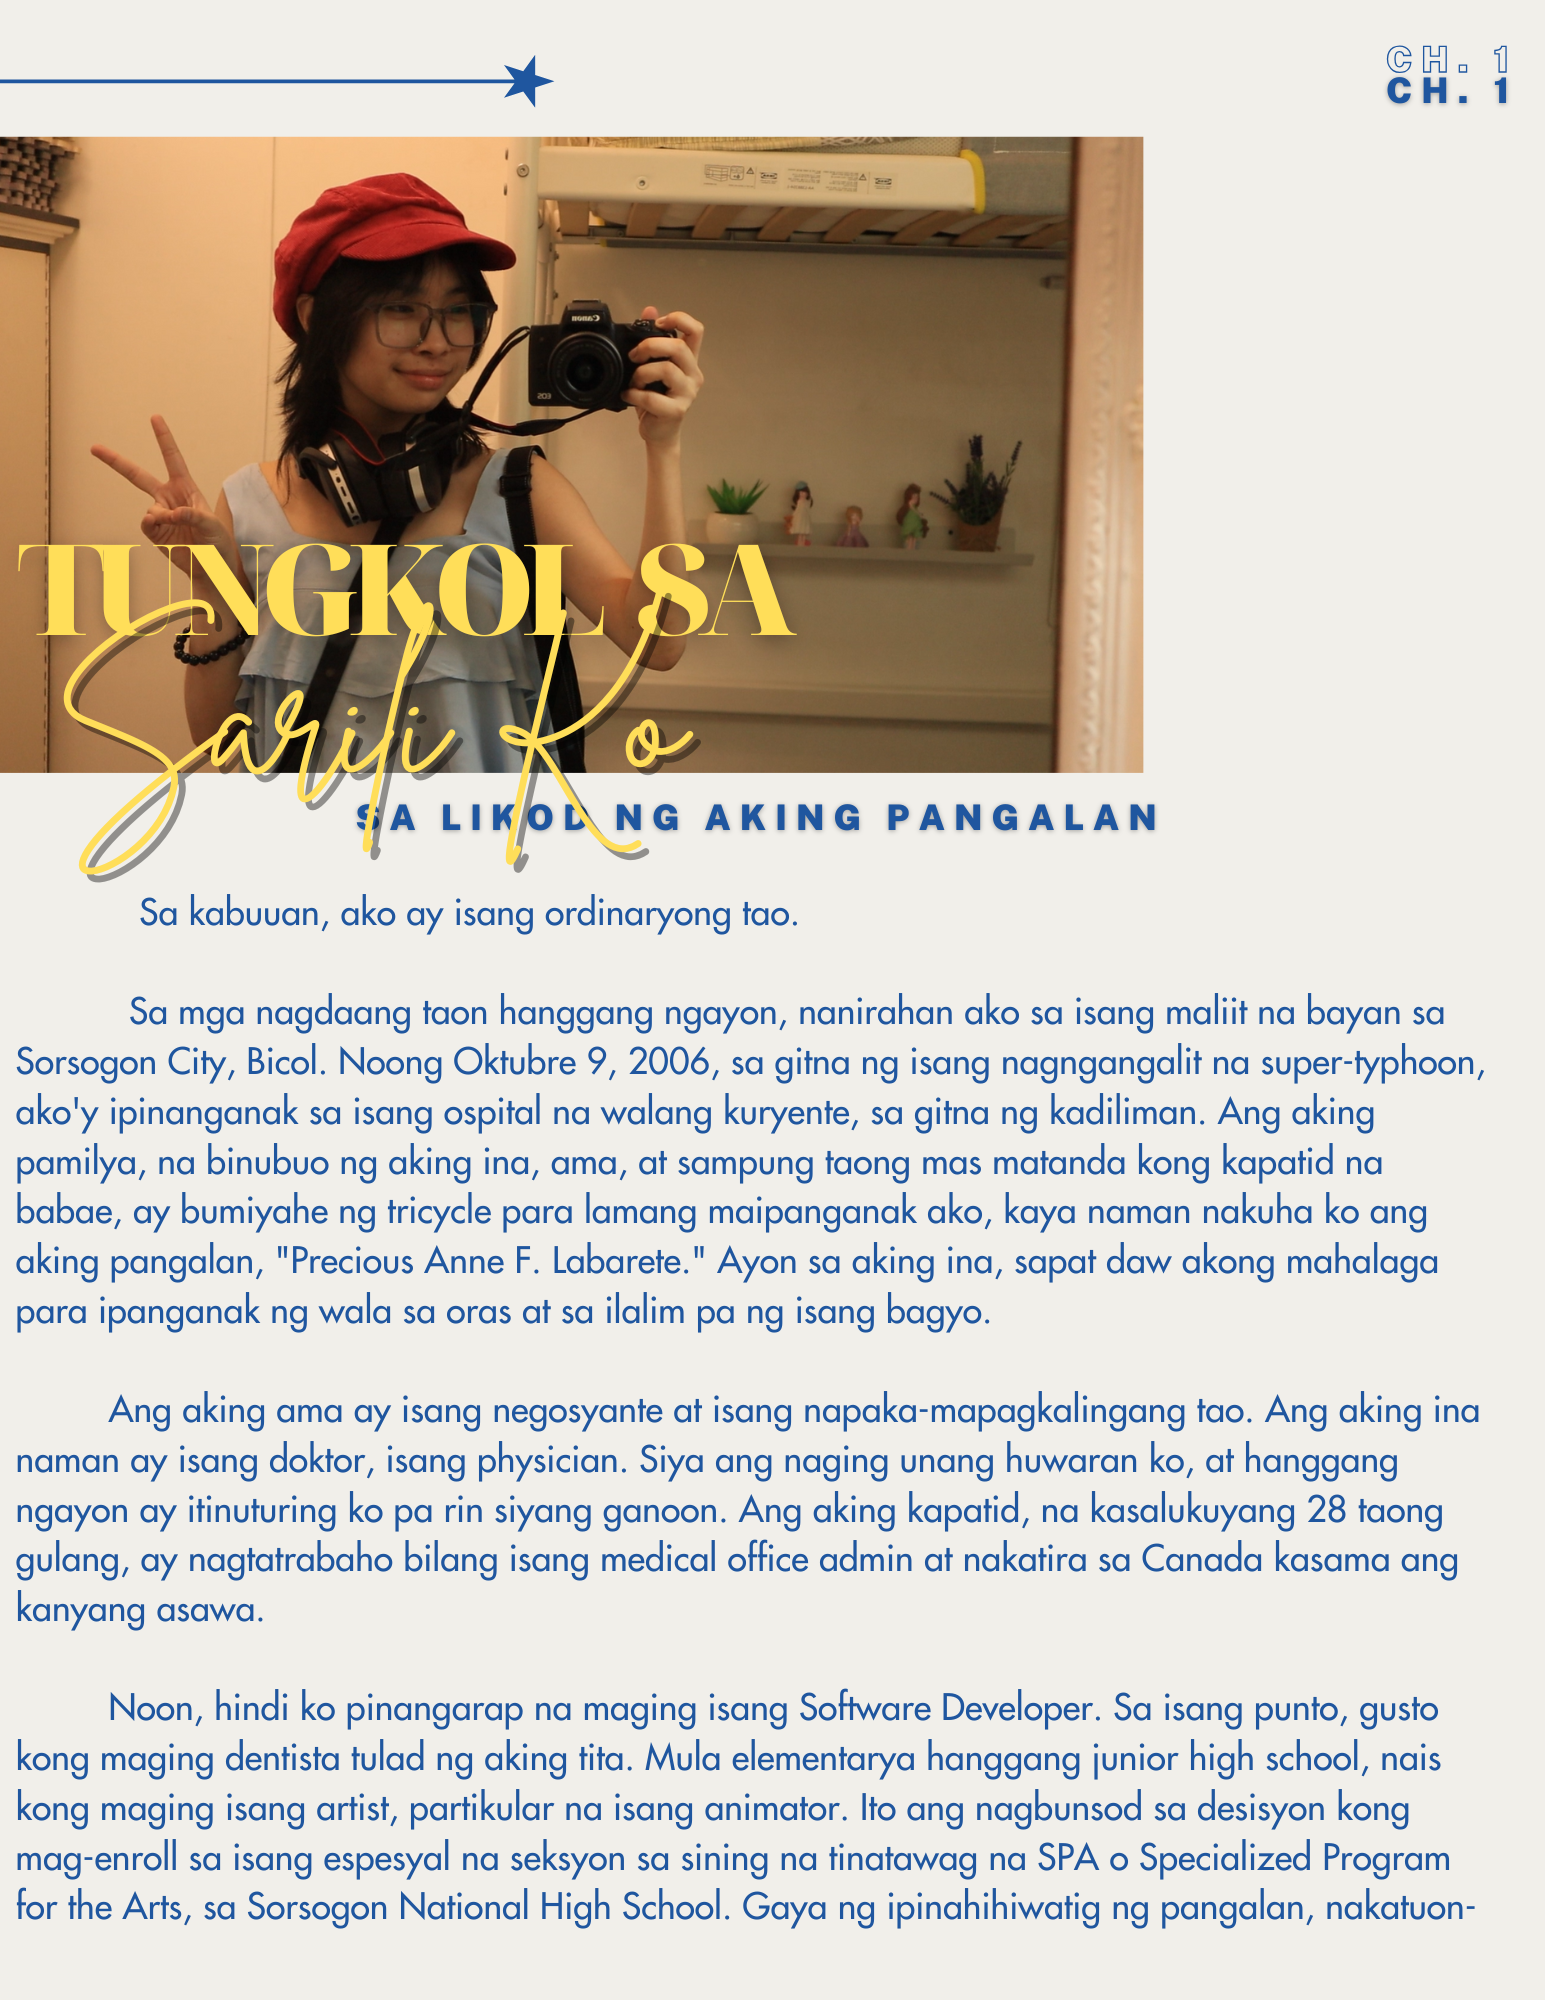 CH. 1
CH. 1
Canon
TUNGKOL SA
Sarili Ko
SA LIKOD NG AKING PANGALAN
Sa kabuuan, ako ay isang ordinaryong tao.
Sa mga nagdaang taon hanggang ngayon, nanirahan ako sa isang maliit na bayan sa
Sorsogon City, Bicol. Noong Oktubre 9, 2006, sa gitna ng isang nagngangalit na super-typhoon,
ako'y ipinanganak sa isang ospital na walang kuryente, sa gitna ng kadiliman. Ang aking
pamilya, na binubuo ng aking ina, ama, at sampung taong mas matanda kong kapatid na
babae, ay bumiyahe ng tricycle para lamang maipanganak ako, kaya naman nakuha ko ang
aking pangalan, "Precious Anne F. Labarete." Ayon sa aking ina, sapat daw akong mahalaga
para ipanganak ng wala sa oras at sa ilalim pa ng isang bagyo.
Ang aking ama ay isang negosyante at isang napaka-mapagkalingang tao. Ang aking ina
naman ay isang doktor, isang physician. Siya ang naging unang huwaran ko, at hanggang
ngayon ay itinuturing ko pa rin siyang ganoon. Ang aking kapatid, na kasalukuyang 28 taong
gulang, ay nagtatrabaho bilang isang medical office admin at nakatira sa Canada kasama ang
kanyang asawa.
Noon, hindi ko pinangarap na maging isang Software Developer. Sa isang punto, gusto
kong maging dentista tulad ng aking tita. Mula elementarya hanggang junior high school, nais
kong maging isang artist, partikular na isang animator. Ito ang nagbunsod sa desisyon kong
mag-enroll sa isang espesyal na seksyon sa sining na tinatawag na SPA o Specialized Program
for the Arts, sa Sorsogon National High School. Gaya ng ipinahihiwatig ng pangalan, nakatuon-